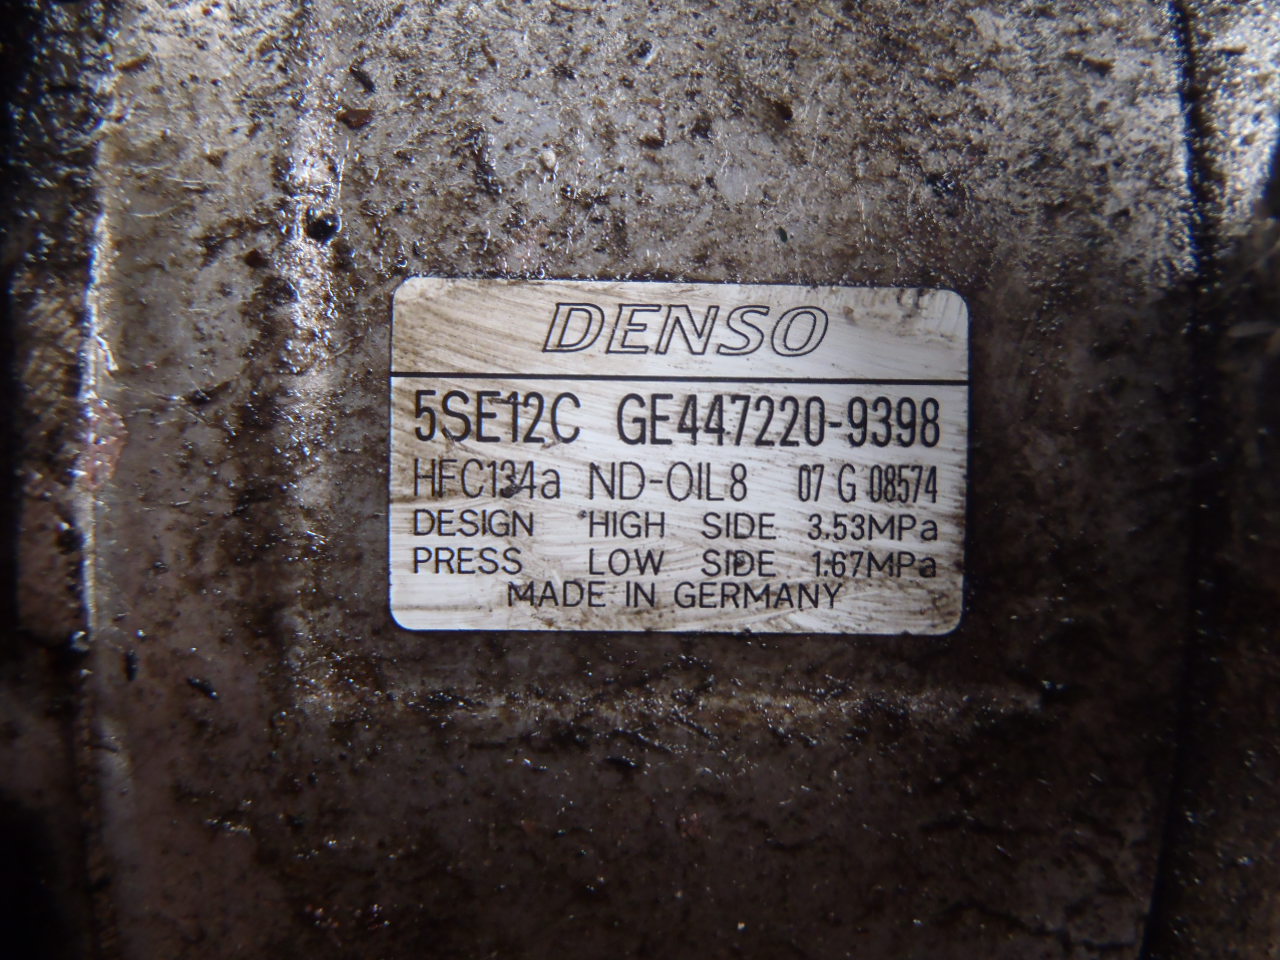 DENSO
5SE12C GE447220-9398
HFC134a ND-OIL8 07 G 08574
DESIGN HIGH SIDE 3.53MPa
PRESS LOW SIDE 1.67MPa
MADE IN GERMANY